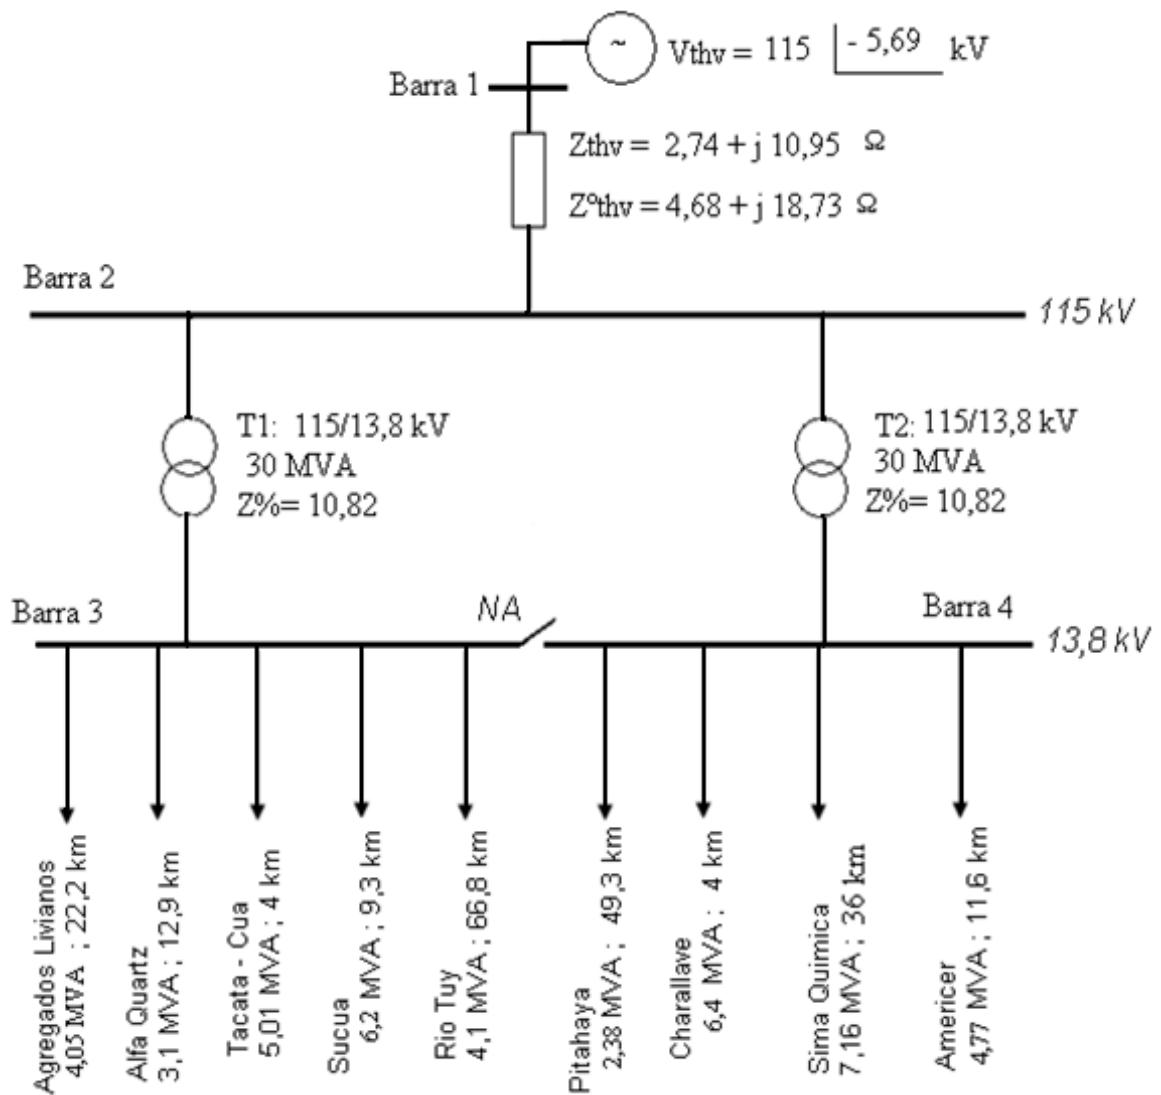 ~
Vthv = 115 - 5,69 kV
Barra 1
Zthv = 2,74 + j 10,95 Ω
Z°thv = 4,68 + j 18,73 Ω
Barra 2
115 kV
T1: 115/13,8 kV
30 MVA
Z%= 10,82
T2: 115/13,8 kV
30 MVA
Z%= 10,82
Barra 3
NA
Barra 4
13,8 kV
Agregados Livianos
4,05 MVA ; 22,2 km
Alfa Quartz
3,1 MVA ; 12,9 km
Tacata - Cua
5,01 MVA ; 4 km
Sucua
6,2 MVA ; 9,3 km
Rio Tuy
4,1 MVA ; 66,8 km
Pitahaya
2,38 MVA ; 49,3 km
Charallave
6,4 MVA ; 4 km
Sima Química
7,16 MVA ; 36 km
Americer
4,77 MVA ; 11,6 km